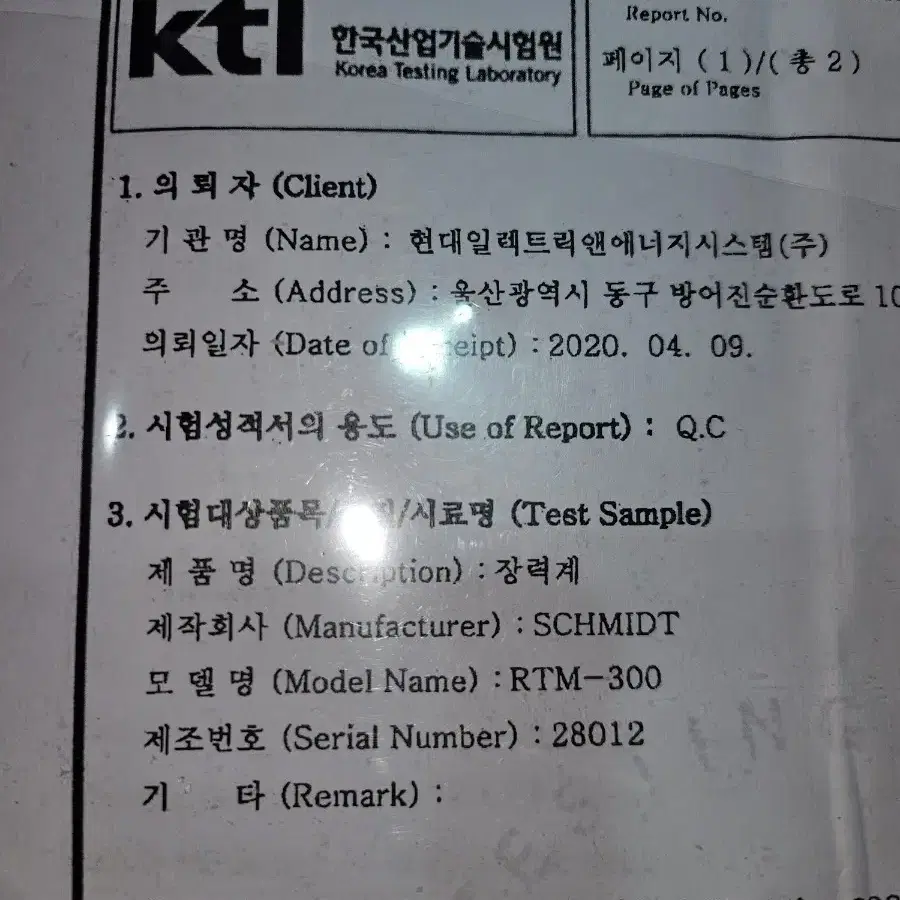 ktl 한국산업기술시험원
Korea Testing Laboratory
Report No.
페이지 ( 1 )/( 총 2 )
Page of Pages
1. 의 뢰 자 (Client)
기 관 명 (Name) : 현대일렉트릭앤에너지시스템(주)
주 소 (Address) : 울산광역시 동구 방어진순환도로 10
의뢰일자 (Date of : 2020. 04. 09.
2. 시험성적서의 용도 (Use of Report) : Q.C
3. 시험대상품목/ /시료명 (Test Sample)
제 품 명 (Description) : 장력계
제작회사 (Manufacturer) : SCHMIDT
모 델 명 (Model Name) : RTM-300
제조번호 (Serial Number) : 28012
기 타 (Remark) :